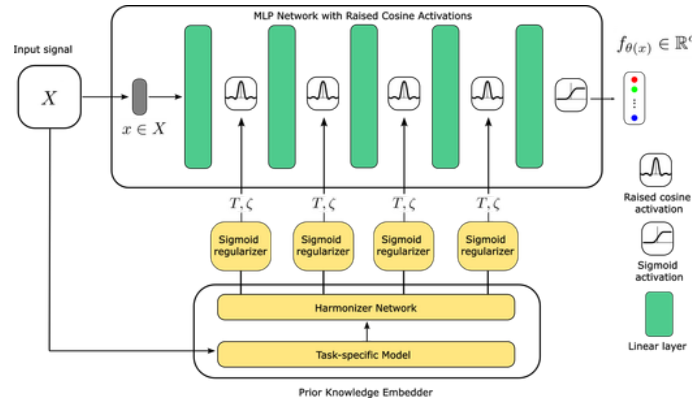 MLP Network with Raised Cosine Activations
Input signal
X
x ∈ X
f_{θ(x)} ∈ ℝ^c
T, ζ
T, ζ
T, ζ
T, ζ
Sigmoid
regularizer
Sigmoid
regularizer
Sigmoid
regularizer
Sigmoid
regularizer
Harmonizer Network
Task-specific Model
Prior Knowledge Embedder
Raised cosine
activation
Sigmoid
activation
Linear layer